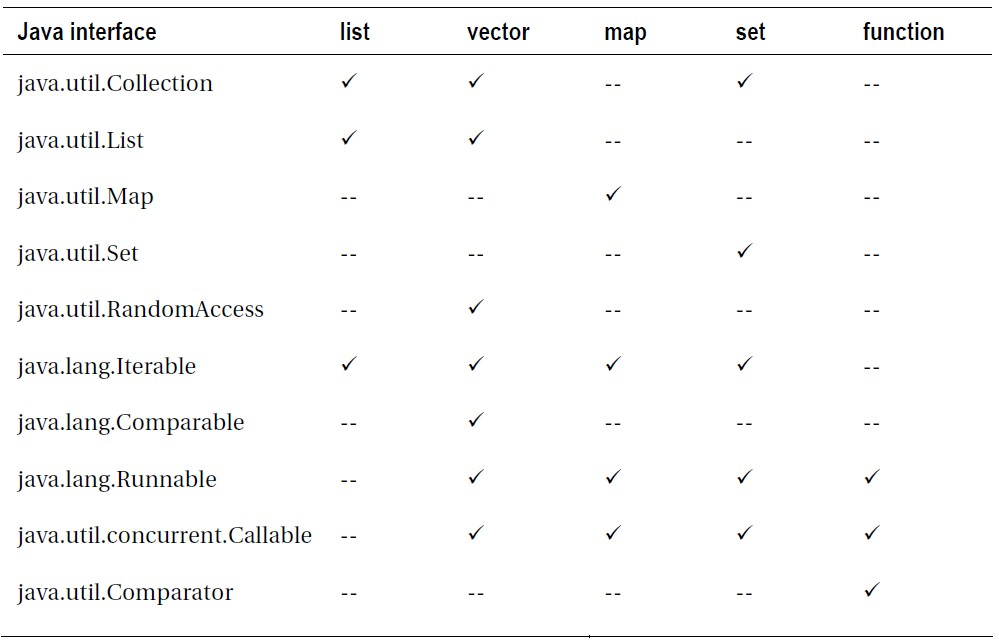 Java interface list vector map set function
java.util.Collection ✓ ✓ -- ✓ --
java.util.List ✓ ✓ -- -- --
java.util.Map -- -- ✓ -- --
java.util.Set -- -- -- ✓ --
java.util.RandomAccess -- ✓ -- -- --
java.lang.Iterable ✓ ✓ ✓ ✓ --
java.lang.Comparable -- ✓ -- -- --
java.lang.Runnable -- ✓ ✓ ✓ ✓
java.util.concurrent.Callable -- ✓ ✓ ✓ ✓
java.util.Comparator -- -- -- -- ✓